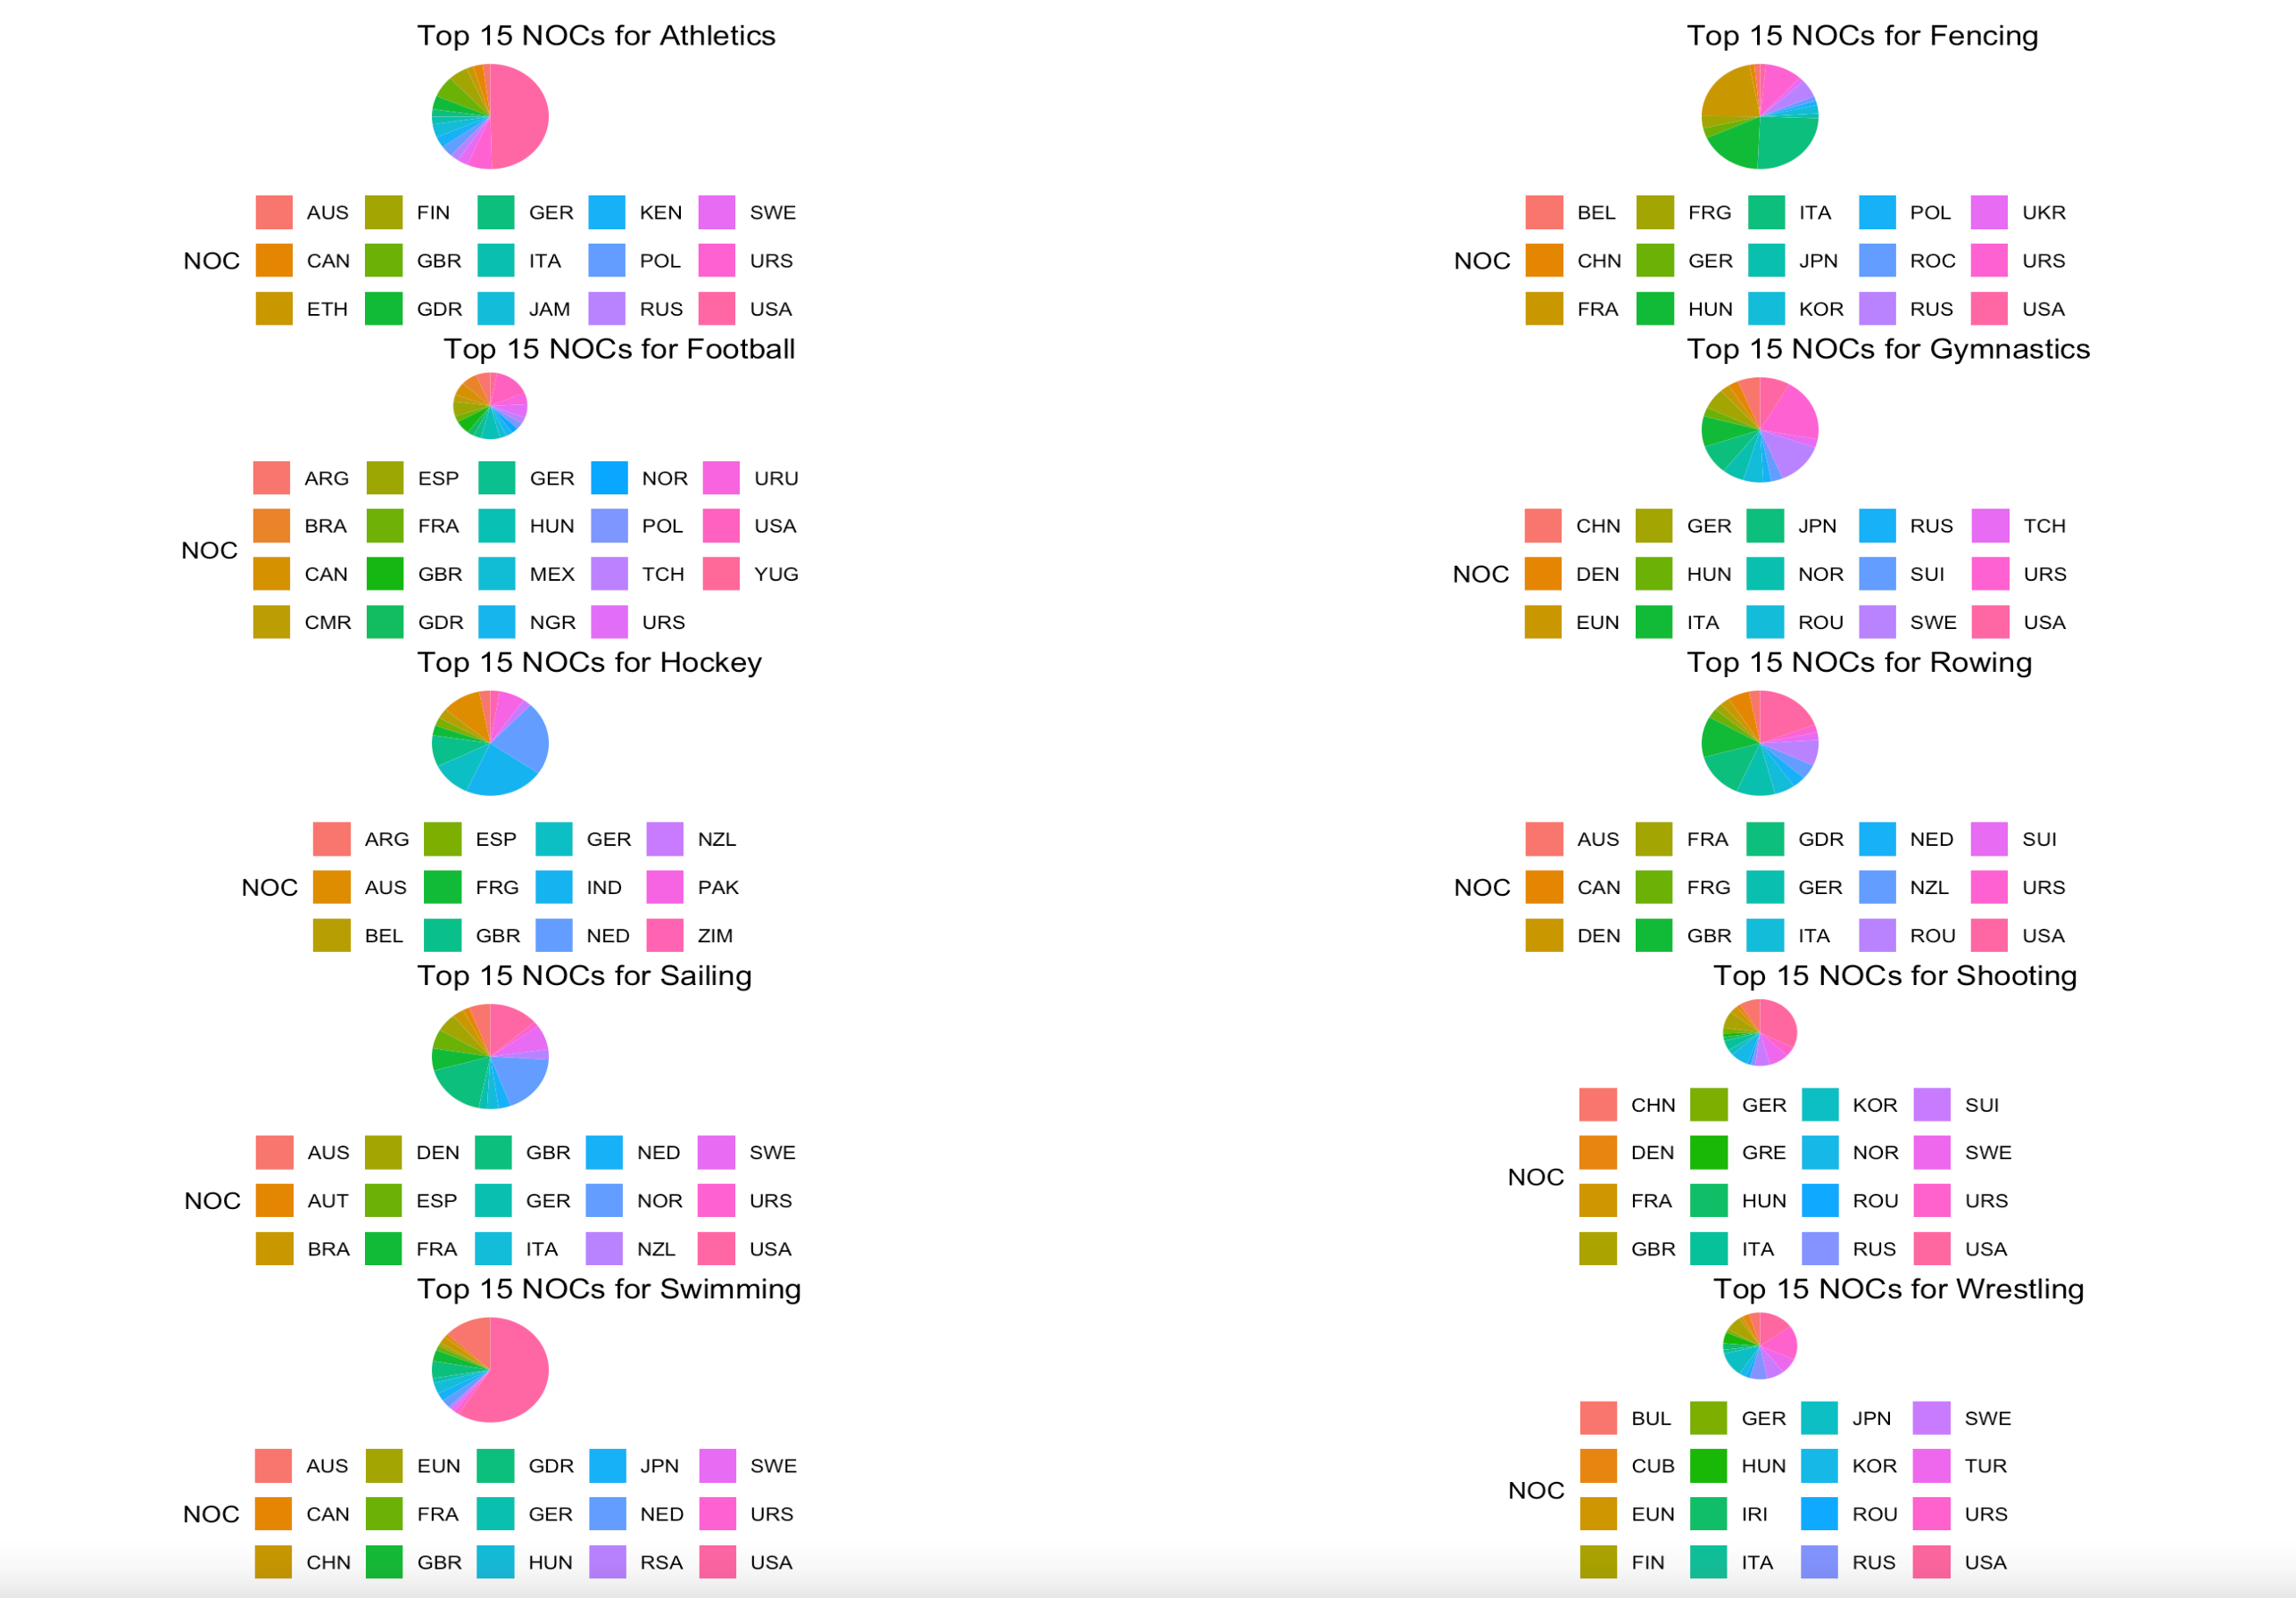 Top 15 NOCs for Athletics
AUS FIN GER KEN SWE
NOC CAN GBR ITA POL URS
ETH GDR JAM RUS USA
Top 15 NOCs for Fencing
BEL FRG ITA POL UKR
NOC CHN GER JPN ROC URS
FRA HUN KOR RUS USA
Top 15 NOCs for Football
ARG ESP GER NOR URU
BRA FRA HUN POL USA
NOC
CAN GBR MEX TCH YUG
CMR GDR NGR URS
Top 15 NOCs for Gymnastics
CHN GER JPN RUS TCH
NOC DEN HUN NOR SUI URS
EUN ITA ROU SWE USA
Top 15 NOCs for Hockey
ARG ESP GER NZL
NOC AUS FRG IND PAK
BEL GBR NED ZIM
Top 15 NOCs for Rowing
AUS FRA GDR NED SUI
NOC CAN FRG GER NZL URS
DEN GBR ITA ROU USA
Top 15 NOCs for Sailing
AUS DEN GBR NED SWE
NOC AUT ESP GER NOR URS
BRA FRA ITA NZL USA
Top 15 NOCs for Shooting
CHN GER KOR SUI
DEN GRE NOR SWE
NOC
FRA HUN ROU URS
GBR ITA RUS USA
Top 15 NOCs for Swimming
AUS EUN GDR JPN SWE
NOC CAN FRA GER NED URS
CHN GBR HUN RSA USA
Top 15 NOCs for Wrestling
BUL GER JPN SWE
CUB HUN KOR TUR
NOC
EUN IRI ROU URS
FIN ITA RUS USA